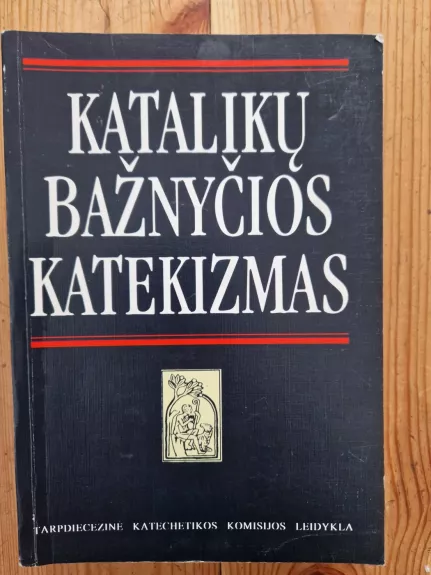 KATALIKŲ
BAŽNYČIOS
KATEKIZMAS
TARPDIECEZINĖ KATECHETIKOS KOMISIJOS LEIDYKLA